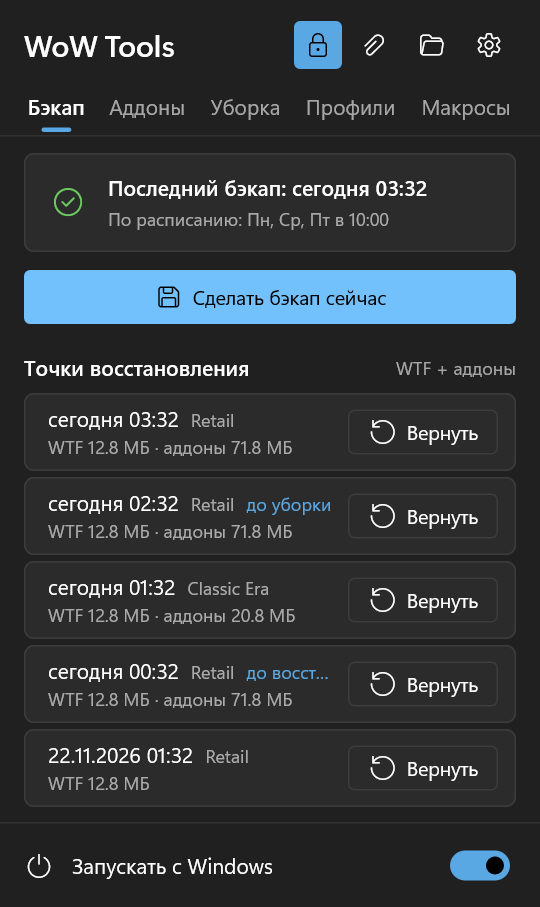 WoW Tools
Бэкап Аддоны Уборка Профили Макросы
Последний бэкап: сегодня 03:32
По расписанию: Пн, Ср, Пт в 10:00
Сделать бэкап сейчас
Точки восстановления WTF + аддоны
сегодня 03:32 Retail
WTF 12.8 МБ · аддоны 71.8 МБ
Вернуть
сегодня 02:32 Retail до уборки
WTF 12.8 МБ · аддоны 71.8 МБ
Вернуть
сегодня 01:32 Classic Era
WTF 12.8 МБ · аддоны 20.8 МБ
Вернуть
сегодня 00:32 Retail до восст...
WTF 12.8 МБ · аддоны 71.8 МБ
Вернуть
22.11.2026 01:32 Retail
WTF 12.8 МБ
Вернуть
Запускать с Windows